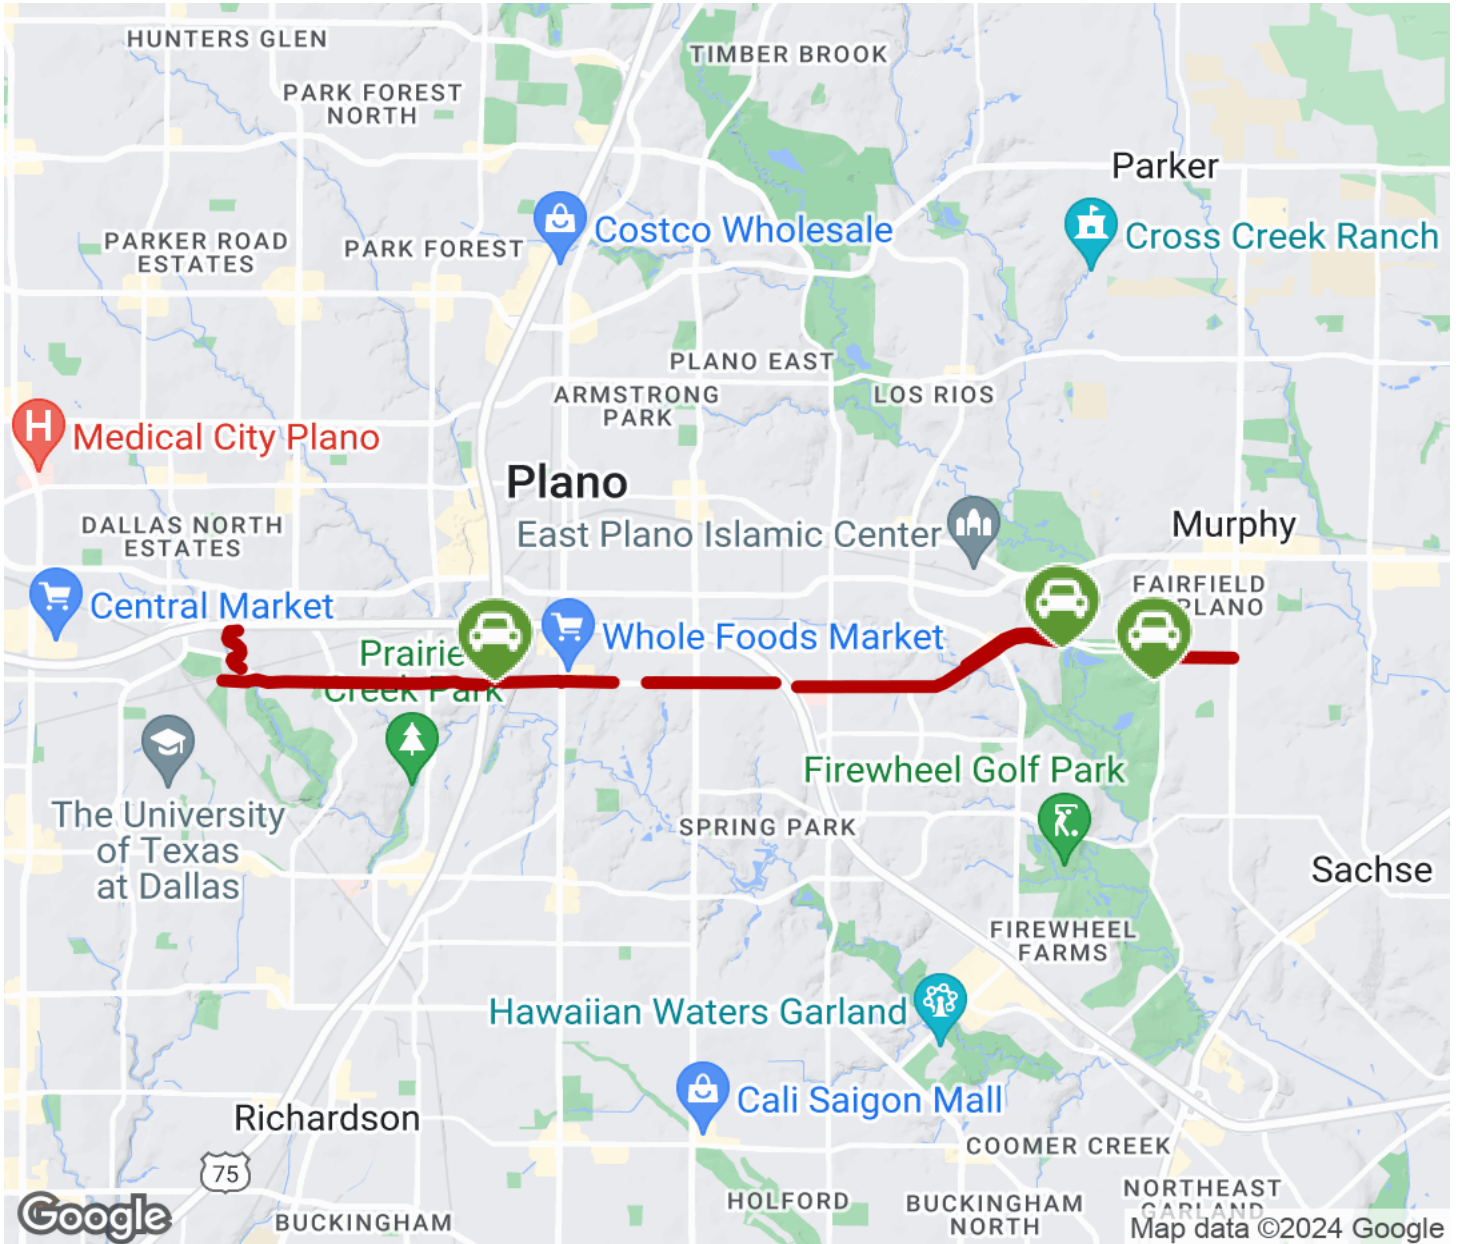 HUNTERS GLEN
TIMBER BROOK
PARK FOREST
NORTH
Parker
Costco Wholesale
Cross Creek Ranch
PARKER ROAD
ESTATES
PARK FOREST
PLANO EAST
ARMSTRONG
PARK
LOS RIOS
H
Medical City Plano
Plano
DALLAS NORTH
ESTATES
East Plano Islamic Center
Murphy
FAIRFIELD
PLANO
Central Market
Whole Foods Market
Prairie
Creek Park
The University
of Texas
at Dallas
Firewheel Golf Park
SPRING PARK
Sachse
FIREWHEEL
FARMS
Hawaiian Waters Garland
Cali Saigon Mall
Richardson
COOMER CREEK
75
HOLFORD
BUCKINGHAM
NORTH
NORTHEAST
GARLAND
Google
BUCKINGHAM
Map data ©2024 Google